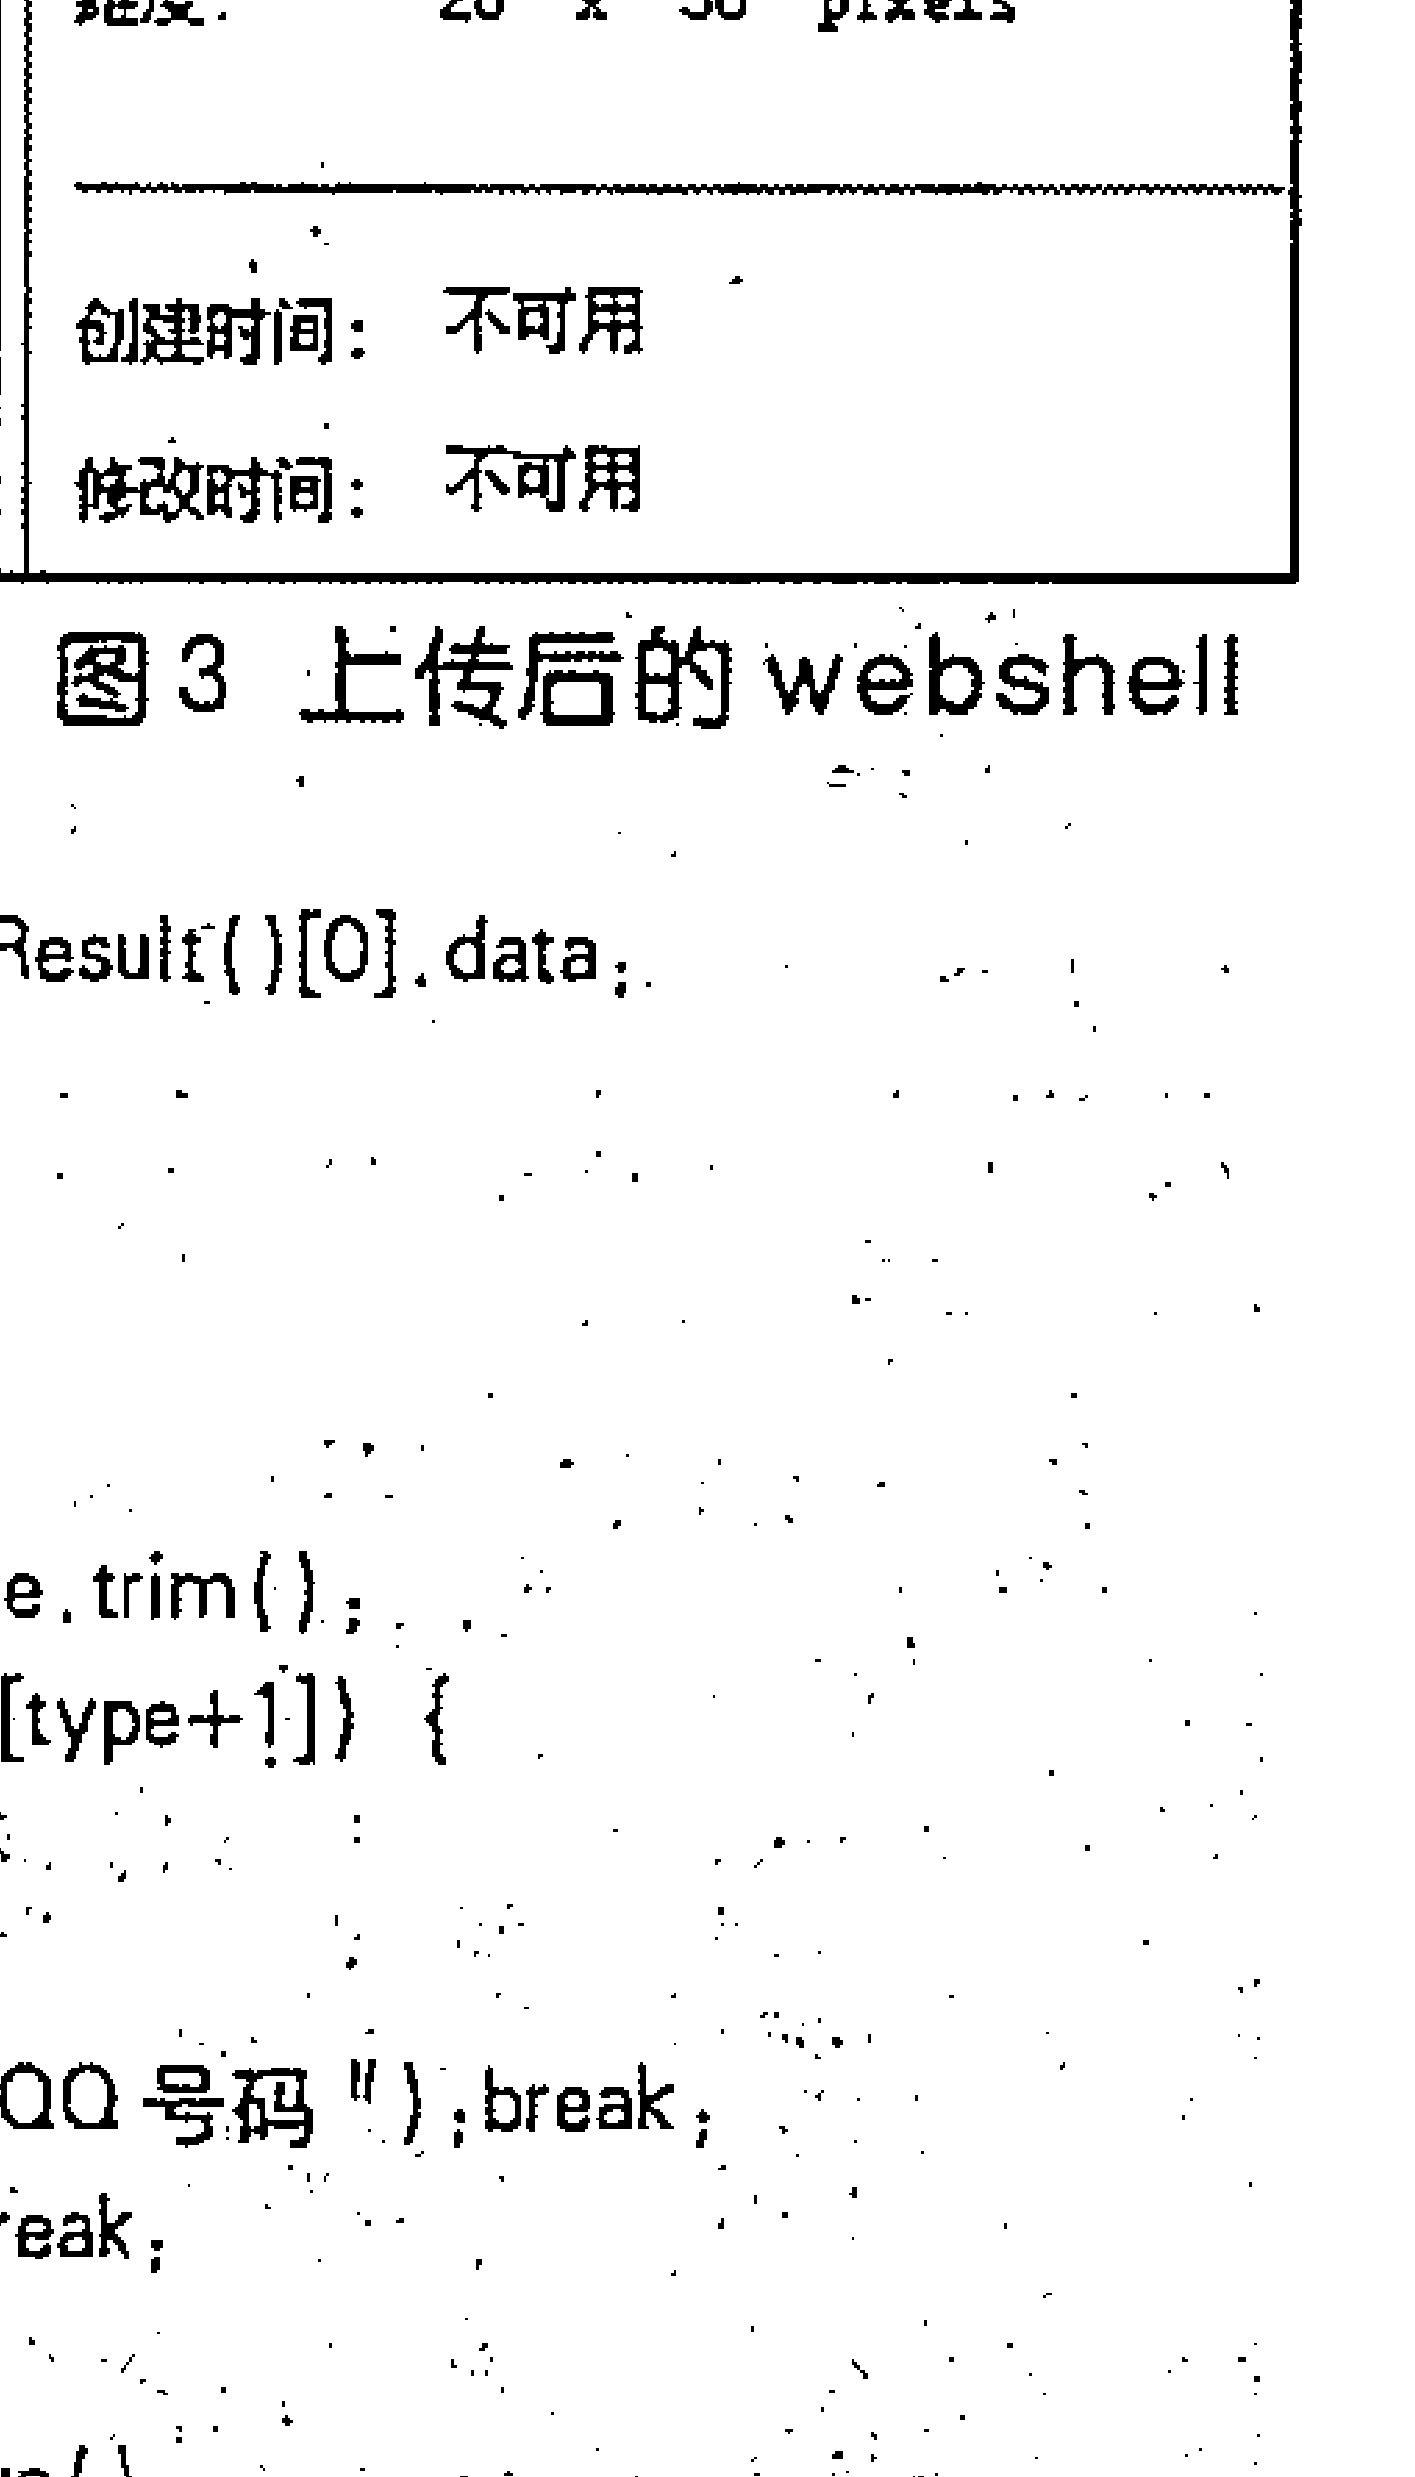 pixels
创建时间: 不可用
修改时间: 不可用
图3 上传后的webshell
Result()[0].data;
e.trim();
[type+1]) {
QQ 号码 ");break;
reak;